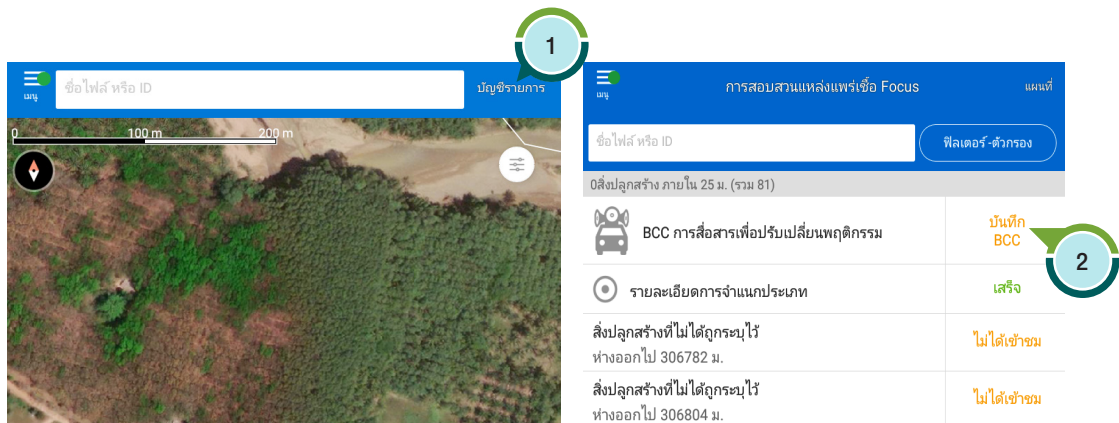 1
เมนู
ชื่อไฟล์ หรือ ID
บัญชีรายการ
0 100 m 200 m
เมนู
การสอบสวนแหล่งแพร่เชื้อ Focus
แผนที่
ชื่อไฟล์ หรือ ID
ฟิลเตอร์ -ตัวกรอง
0สิ่งปลูกสร้าง ภายใน 25 ม. (รวม 81)
BCC การสื่อสารเพื่อปรับเปลี่ยนพฤติกรรม
บันทึก
BCC
2
รายละเอียดการจำแนกประเภท
เสร็จ
สิ่งปลูกสร้างที่ไม่ได้ถูกระบุไว้
ห่างออกไป 306782 ม.
ไม่ได้เข้าชม
สิ่งปลูกสร้างที่ไม่ได้ถูกระบุไว้
ห่างออกไป 306804 ม.
ไม่ได้เข้าชม